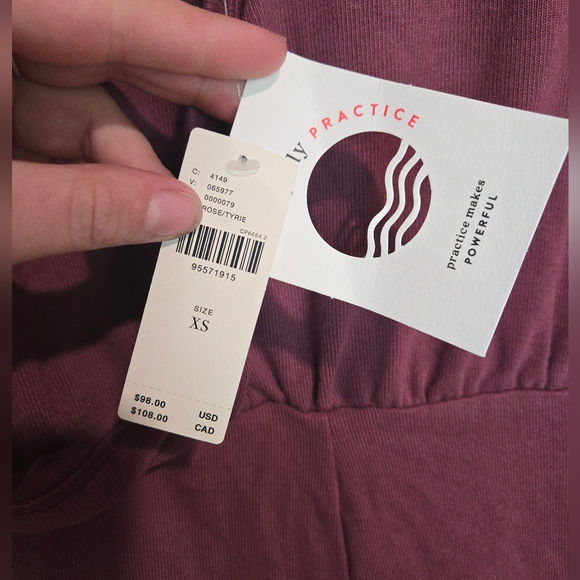 ly PRACTICE
practice makes
POWERFUL
C: 4149
V: 065977
0000079
ROSE/TYRIE
CP6654 2
95571915
SIZE
XS
$98.00 USD
$108.00 CAD